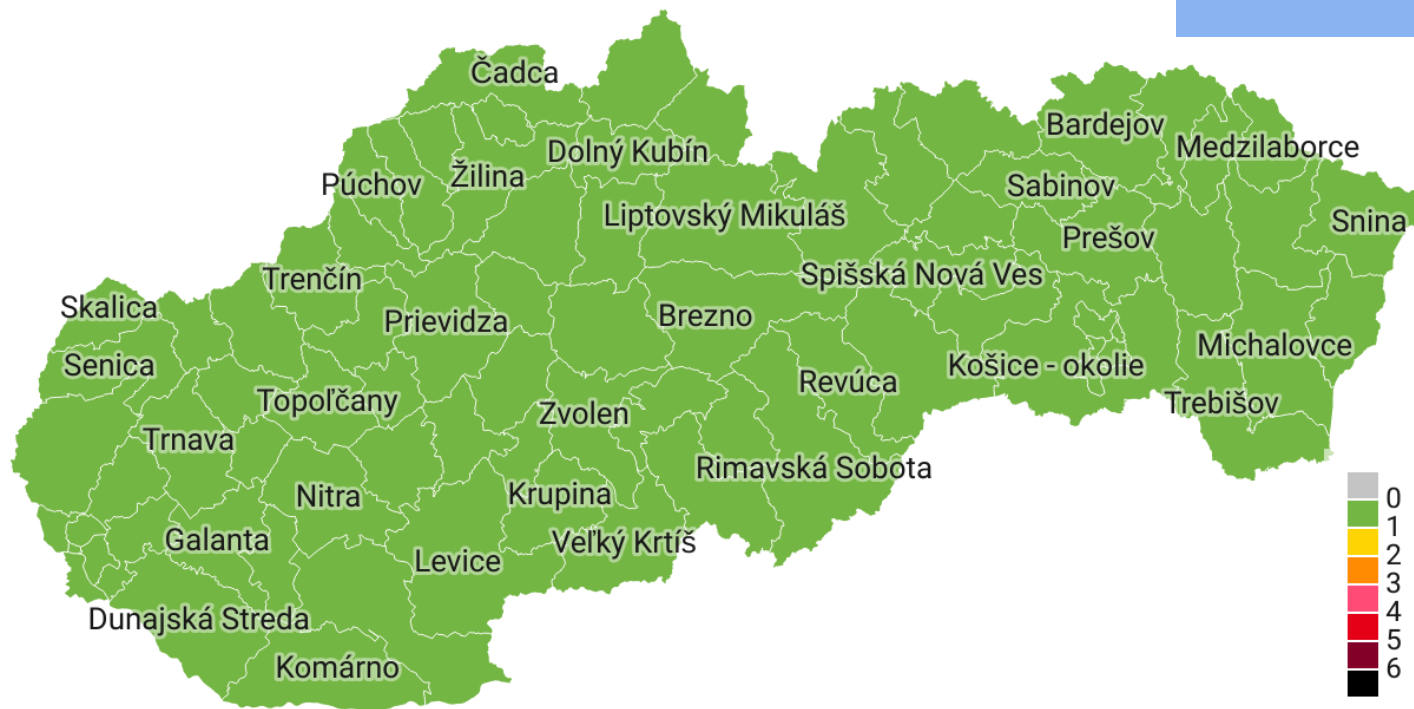 Čadca
Bardejov
Medzilaborce
Dolný Kubín
Žilina
Púchov
Sabinov
Liptovský Mikuláš
Snina
Prešov
Spišská Nová Ves
Trenčín
Skalica
Prievidza
Brezno
Michalovce
Senica
Košice - okolie
Revúca
Topoľčany
Trebišov
Zvolen
Trnava
Rimavská Sobota
Nitra
Krupina
Galanta
Veľký Krtíš
Levice
Dunajská Streda
Komárno
0
1
2
3
4
5
6